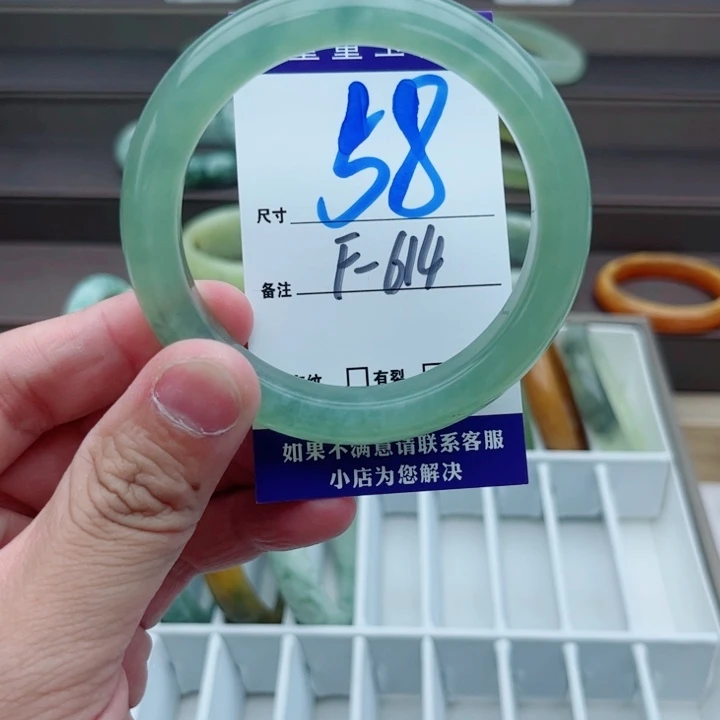 尺寸 58
备注 F-614
纹 □有裂 □
如果不满意请联系客服
小店为您解决